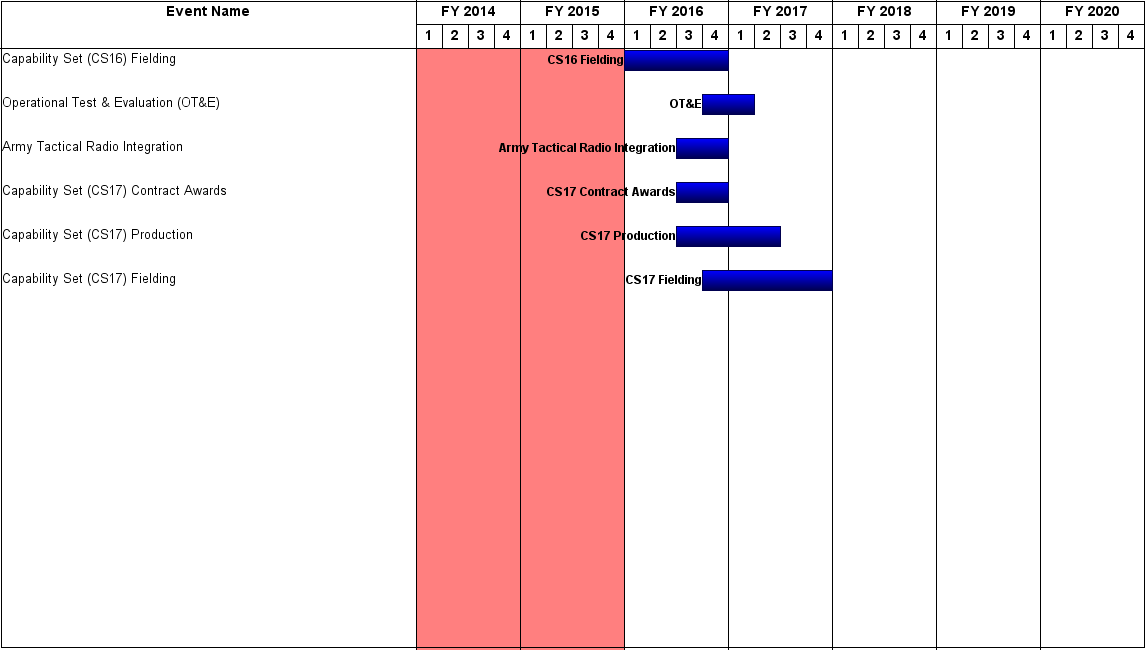 Event Name FY 2014 FY 2015 FY 2016 FY 2017 FY 2018 FY 2019 FY 2020
1 2 3 4 1 2 3 4 1 2 3 4 1 2 3 4 1 2 3 4 1 2 3 4 1 2 3 4
Capability Set (CS16) Fielding CS16 Fielding
Operational Test & Evaluation (OT&E) OT&E
Army Tactical Radio Integration Army Tactical Radio Integration
Capability Set (CS17) Contract Awards CS17 Contract Awards
Capability Set (CS17) Production CS17 Production
Capability Set (CS17) Fielding CS17 Fielding